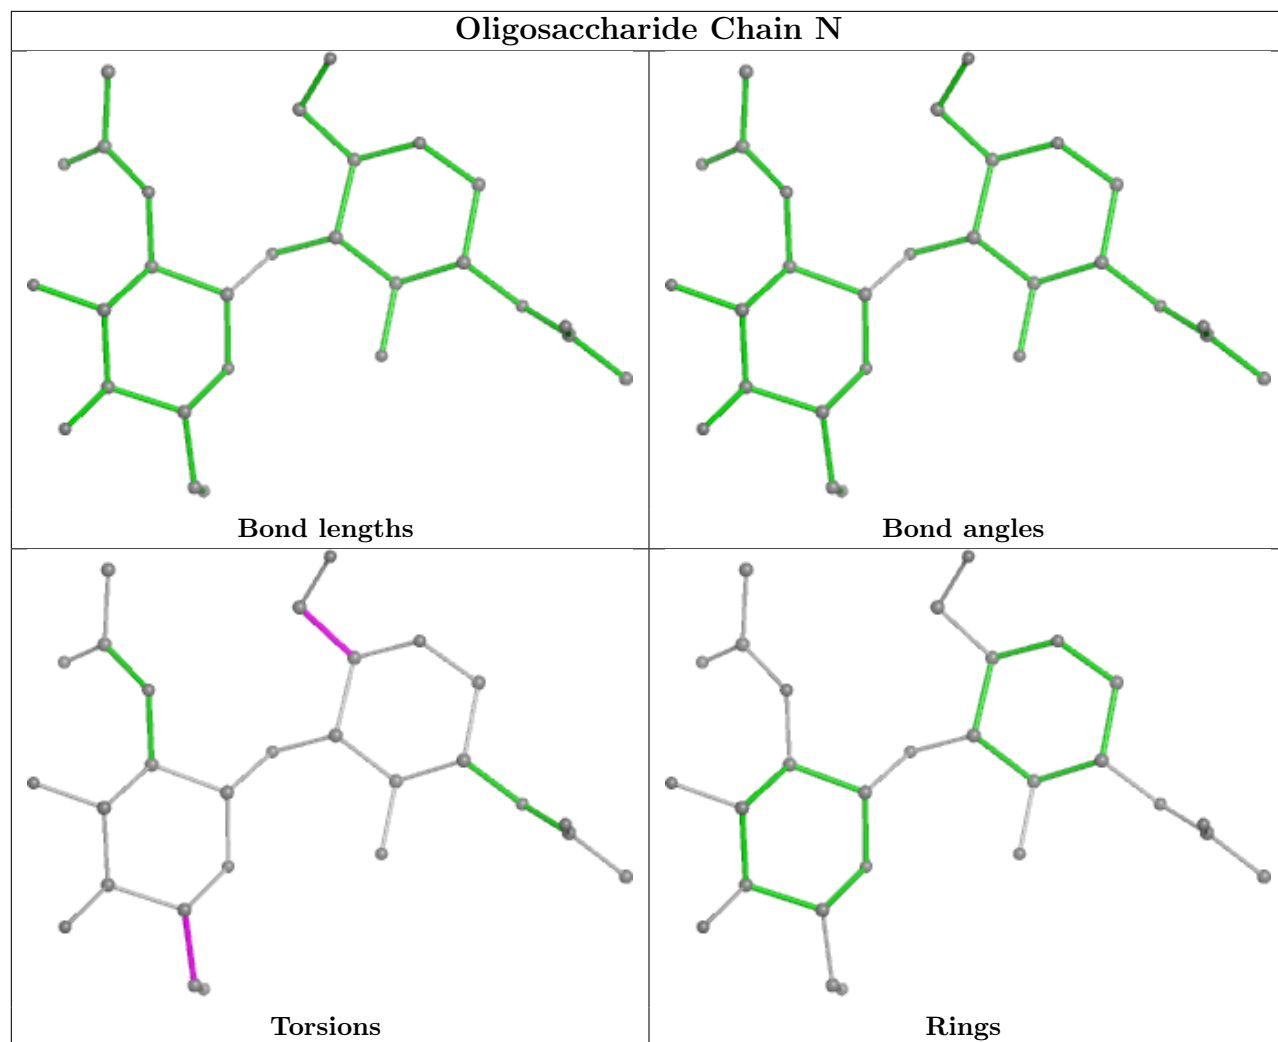 Oligosaccharide Chain N
Bond lengths
Bond angles
Torsions
Rings